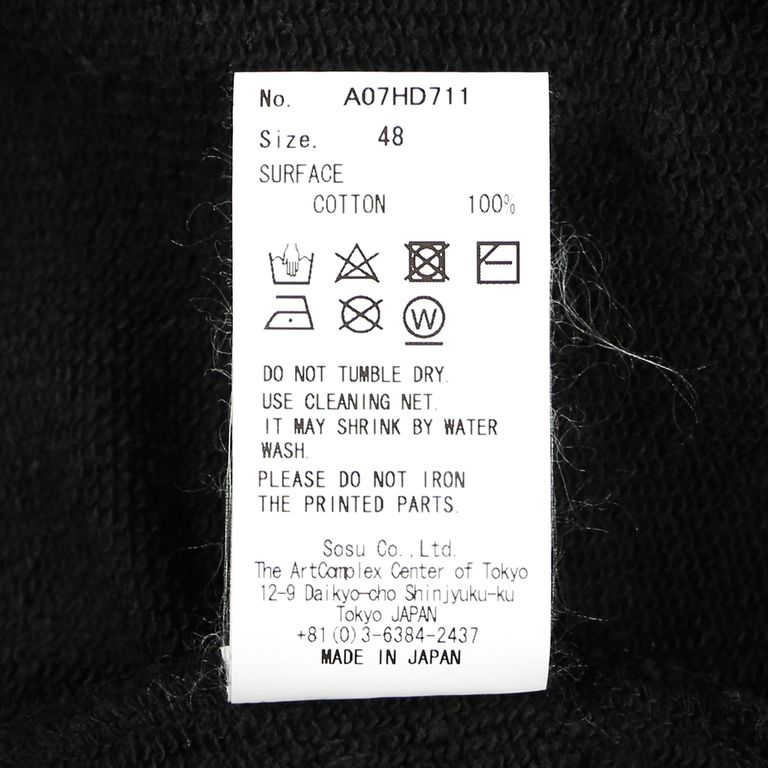 No. A07HD711
Size. 48
SURFACE
COTTON 100%
W
DO NOT TUMBLE DRY.
USE CLEANING NET.
IT MAY SHRINK BY WATER
WASH.
PLEASE DO NOT IRON
THE PRINTED PARTS.
Sosu Co.,Ltd.
The ArtComplex Center of Tokyo
12-9 Daikyo-cho Shinjyuku-ku
Tokyo JAPAN
+81(0)3-6384-2437
MADE IN JAPAN